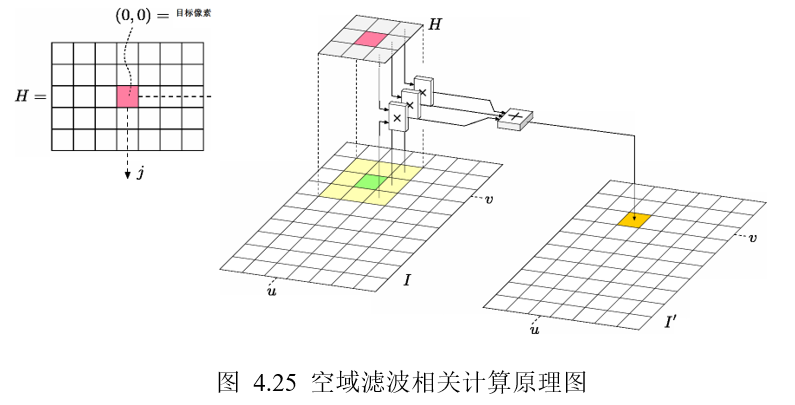 (0,0) = 目标像素
H =
j
H
×
×
×
+
v
I
u
v
I′
u
图 4.25 空域滤波相关计算原理图